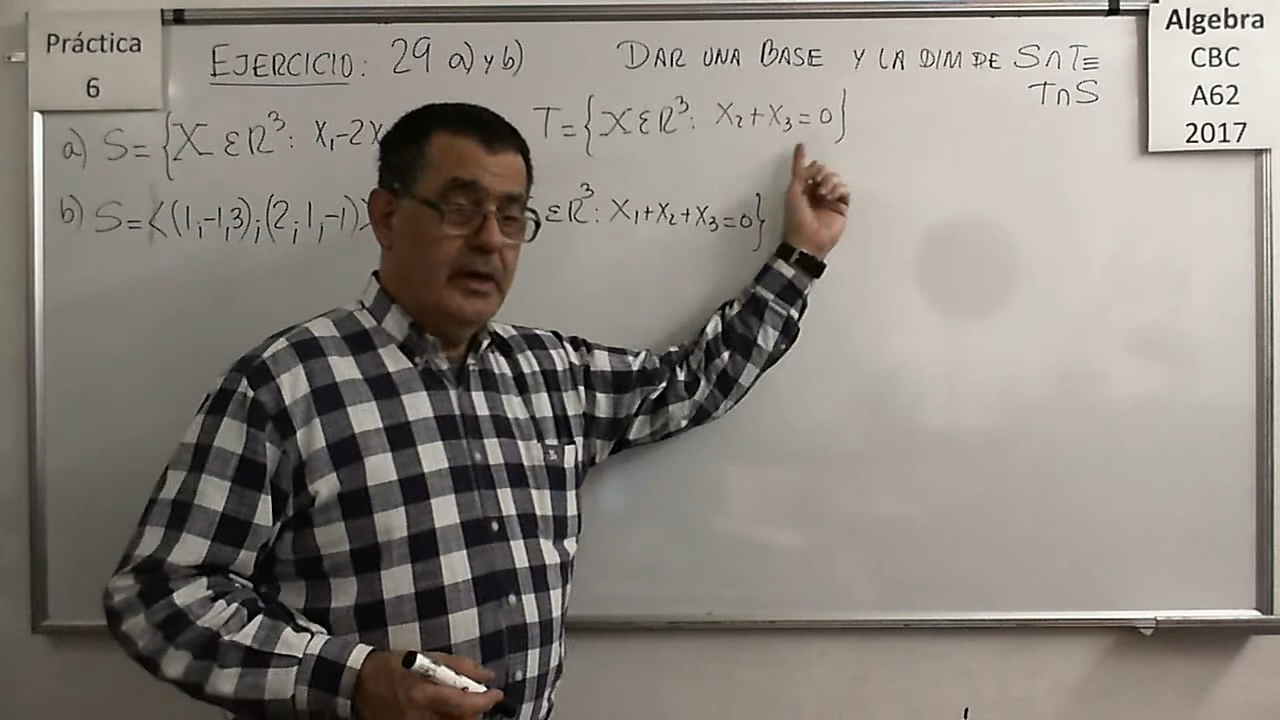 Práctica
6
EJERCICIO: 29 a) y b) DAR UNA BASE Y LA DIM DE S∩T≡
T∩S
Algebra
CBC
A62
2017
a) S={X ε ℝ³: X₁-2X T={X ε ℝ³: X₂+X₃=0}
b) S=<(1,-1,3);(2;1,-1)> ε ℝ³: X₁+X₂+X₃=0}